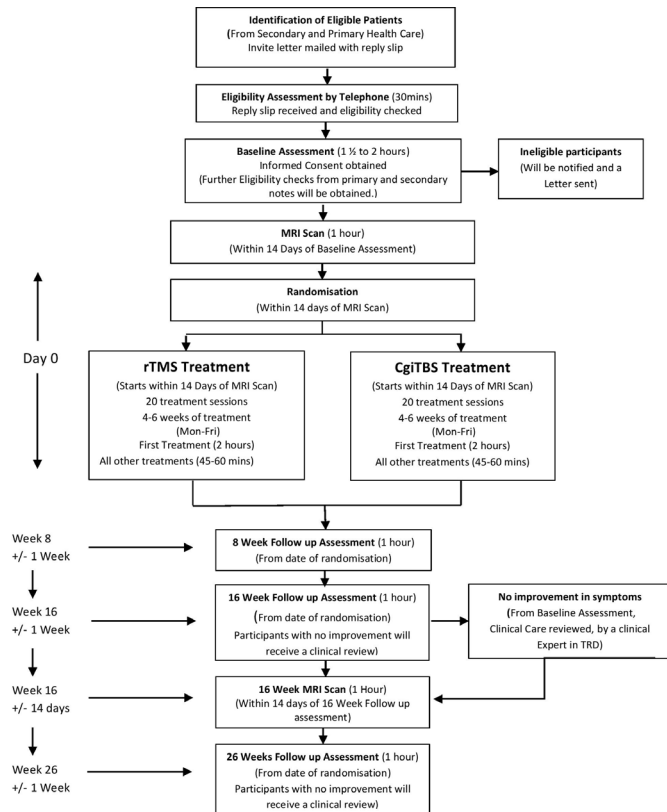 Identification of Eligible Patients
(From Secondary and Primary Health Care)
Invite letter mailed with reply slip
Eligibility Assessment by Telephone (30mins)
Reply slip received and eligibility checked
Baseline Assessment (1 ½ to 2 hours)
Informed Consent obtained
(Further Eligibility checks from primary and secondary
notes will be obtained.)
Ineligible participants
(Will be notified and a
Letter sent)
MRI Scan (1 hour)
(Within 14 Days of Baseline Assessment)
Randomisation
(Within 14 days of MRI Scan)
Day 0
rTMS Treatment
(Starts within 14 Days of MRI Scan)
20 treatment sessions
4-6 weeks of treatment
(Mon-Fri)
First Treatment (2 hours)
All other treatments (45-60 mins)
CgiTBS Treatment
(Starts within 14 Days of MRI Scan)
20 treatment sessions
4-6 weeks of treatment
(Mon-Fri)
First Treatment (2 hours)
All other treatments (45-60 mins)
Week 8
+/- 1 Week
8 Week Follow up Assessment (1 hour)
(From date of randomisation)
Week 16
+/- 1 Week
16 Week Follow up Assessment (1 hour)
(From date of randomisation)
Participants with no improvement will
receive a clinical review)
No improvement in symptoms
(From Baseline Assessment,
Clinical Care reviewed, by a clinical
Expert in TRD)
Week 16
+/- 14 days
16 Week MRI Scan (1 Hour)
(Within 14 days of 16 Week Follow up
assessment)
Week 26
+/- 1 Week
26 Weeks Follow up Assessment (1 hour)
(From date of randomisation)
Participants with no improvement will
receive a clinical review)